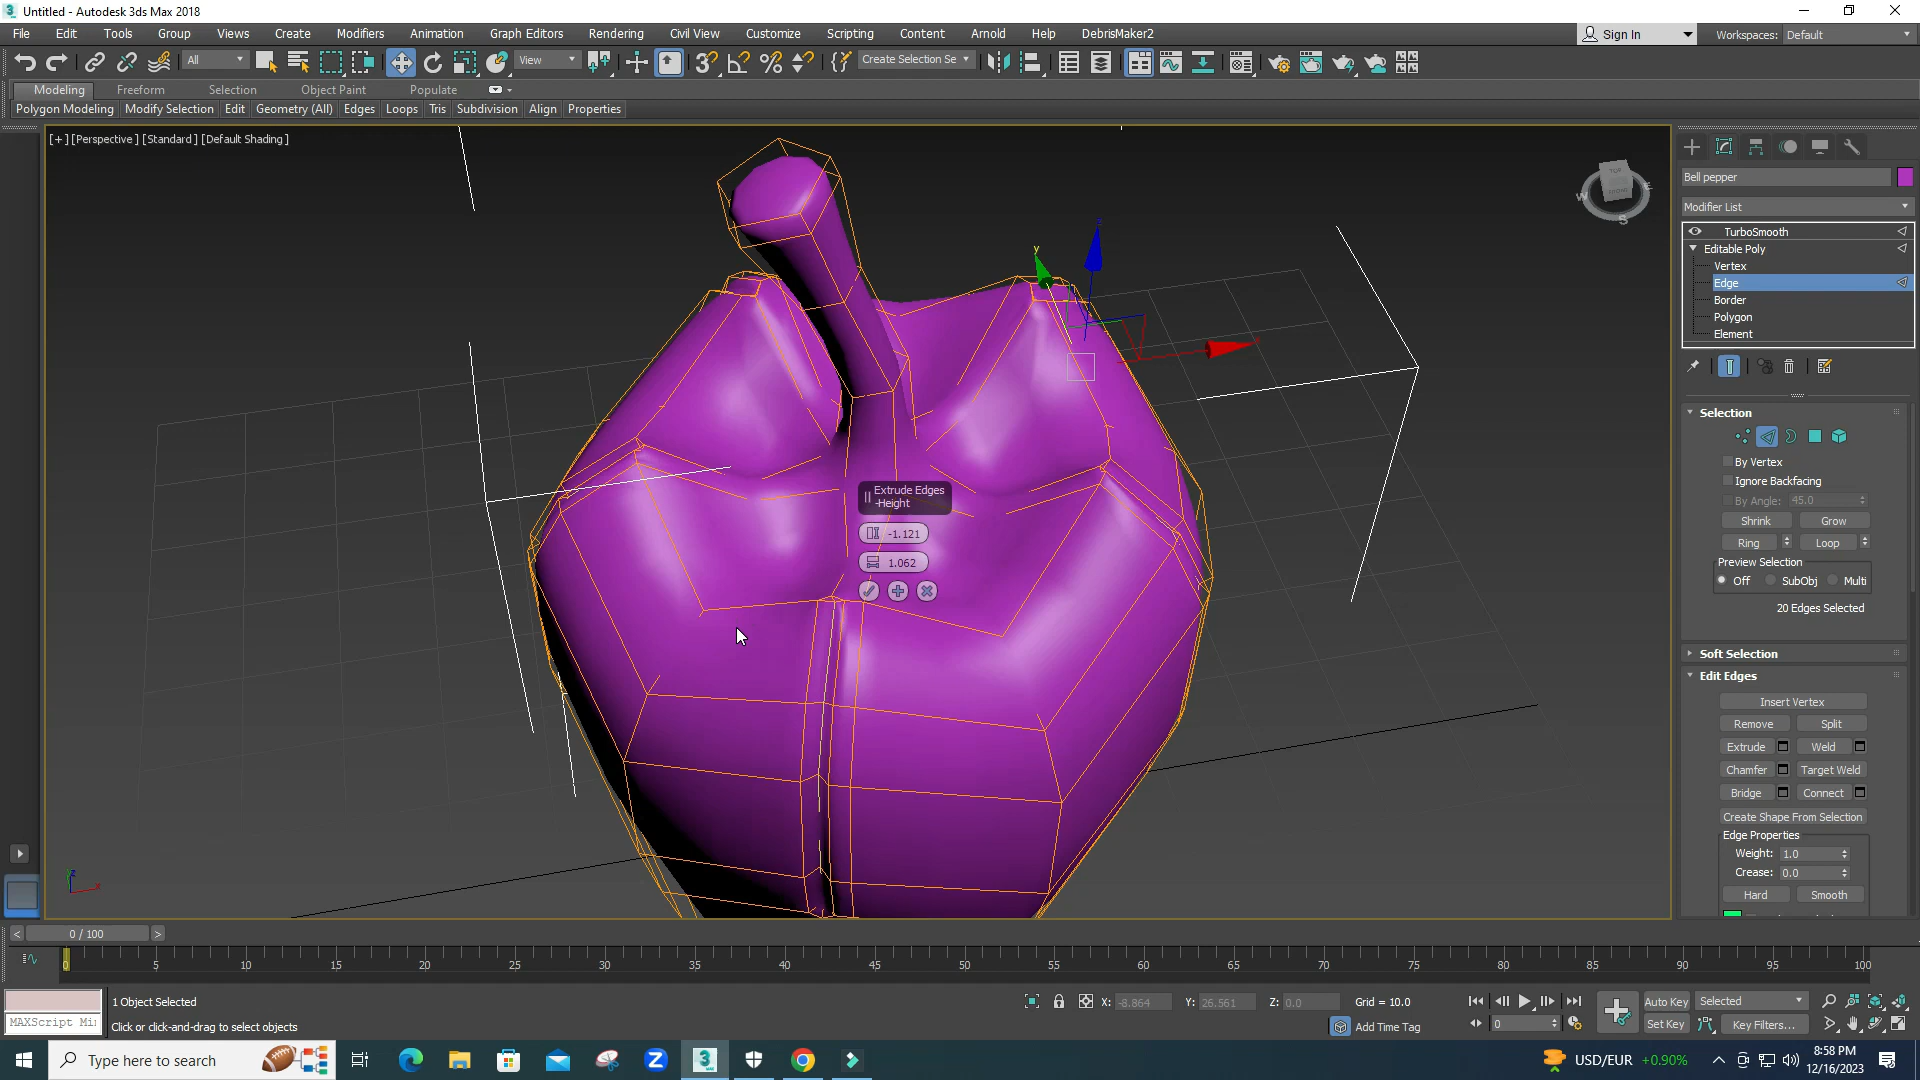 Untitled - Autodesk 3ds Max 2018
File Edit Tools Group Views Create Modifiers Animation Graph Editors Rendering Civil View Customize Scripting Content Arnold Help DebrisMaker2
Sign In
Workspaces: Default
All
View
Create Selection Se
Modeling Freeform Selection Object Paint Populate
Polygon Modeling Modify Selection Edit Geometry (All) Edges Loops Tris Subdivision Align Properties
[+] [Perspective] [Standard] [Default Shading]
TOP
W
S
z
y
Bell pepper
Modifier List
TurboSmooth
Editable Poly
Vertex
Edge
Border
Polygon
Element
Selection
By Vertex
Ignore Backfacing
By Angle: 45.0
Shrink Grow
Ring Loop
Preview Selection
Off SubObj Multi
20 Edges Selected
Soft Selection
Edit Edges
Insert Vertex
Remove Split
Extrude Weld
Chamfer Target Weld
Bridge Connect
Create Shape From Selection
Edge Properties
Weight: 1.0
Crease: 0.0
Hard Smooth
Extrude Edges
-Height
-1.121
1.062
< 0 / 100 >
0 5 10 15 20 25 30 35 40 45 50 55 60 65 70 75 80 85 90 95 100
1 Object Selected
X: -8.864 Y: 26.561 Z: 0.0 Grid = 10.0
Auto Key Selected
MAXScript Mi
Click or click-and-drag to select objects
Add Time Tag
0
Set Key Key Filters...
Type here to search
USD/EUR +0.90%
8:58 PM
12/16/2023